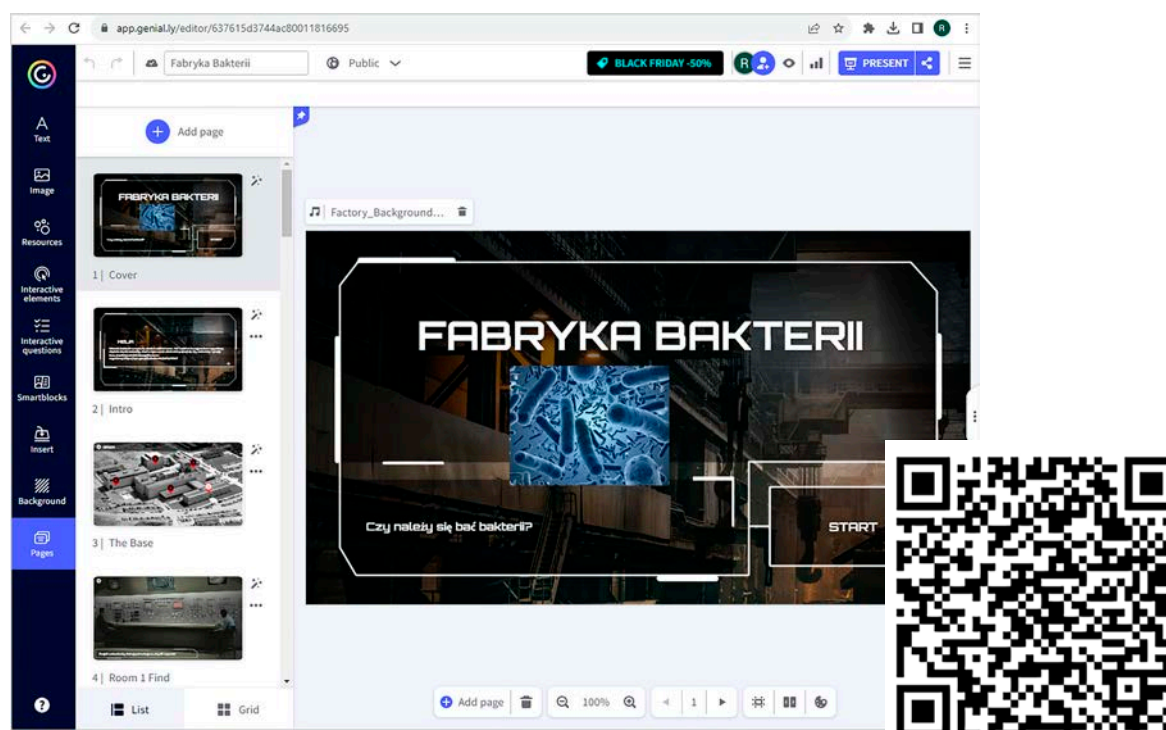 app.genial.ly/editor/637615d3744ac80011816695
R
Fabryka Bakterii
Public
BLACK FRIDAY -50%
R
PRESENT
Text
Image
Resources
Interactive
elements
Interactive
questions
Smartblocks
Insert
Background
Pages
?
Add page
FABRYKA BAKTERII
1 | Cover
MISJA
2 | Intro
3 | The Base
4 | Room 1 Find
List
Grid
Factory_Background...
FABRYKA BAKTERII
Czy należy się bać bakterii?
START
Add page
100%
1